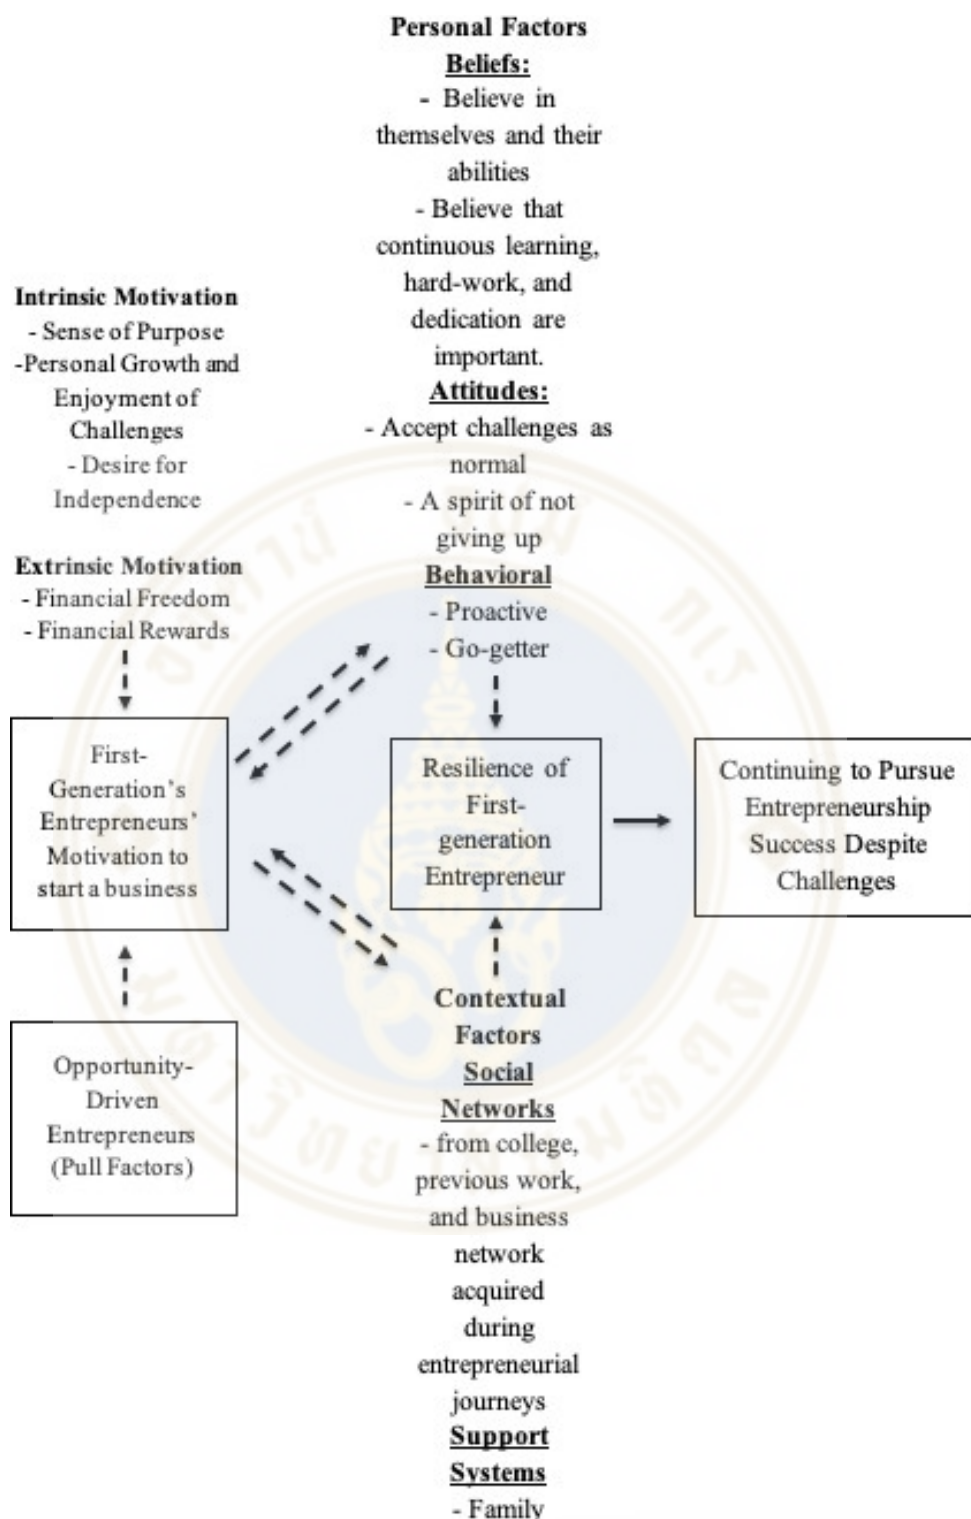 Personal Factors
Beliefs:
- Believe in
themselves and their
abilities
- Believe that
continuous learning,
hard-work, and
dedication are
important.
Attitudes:
- Accept challenges as
normal
- A spirit of not
giving up
Behavioral
- Proactive
- Go-getter
Intrinsic Motivation
- Sense of Purpose
-Personal Growth and
Enjoyment of
Challenges
- Desire for
Independence
Extrinsic Motivation
- Financial Freedom
- Financial Rewards
First-
Generation’s
Entrepreneurs’
Motivation to
start a business
Resilience of
First-
generation
Entrepreneur
Continuing to Pursue
Entrepreneurship
Success Despite
Challenges
Opportunity-
Driven
Entrepreneurs
(Pull Factors)
Contextual
Factors
Social
Networks
- from college,
previous work,
and business
network
acquired
during
entrepreneurial
journeys
Support
Systems
- Family